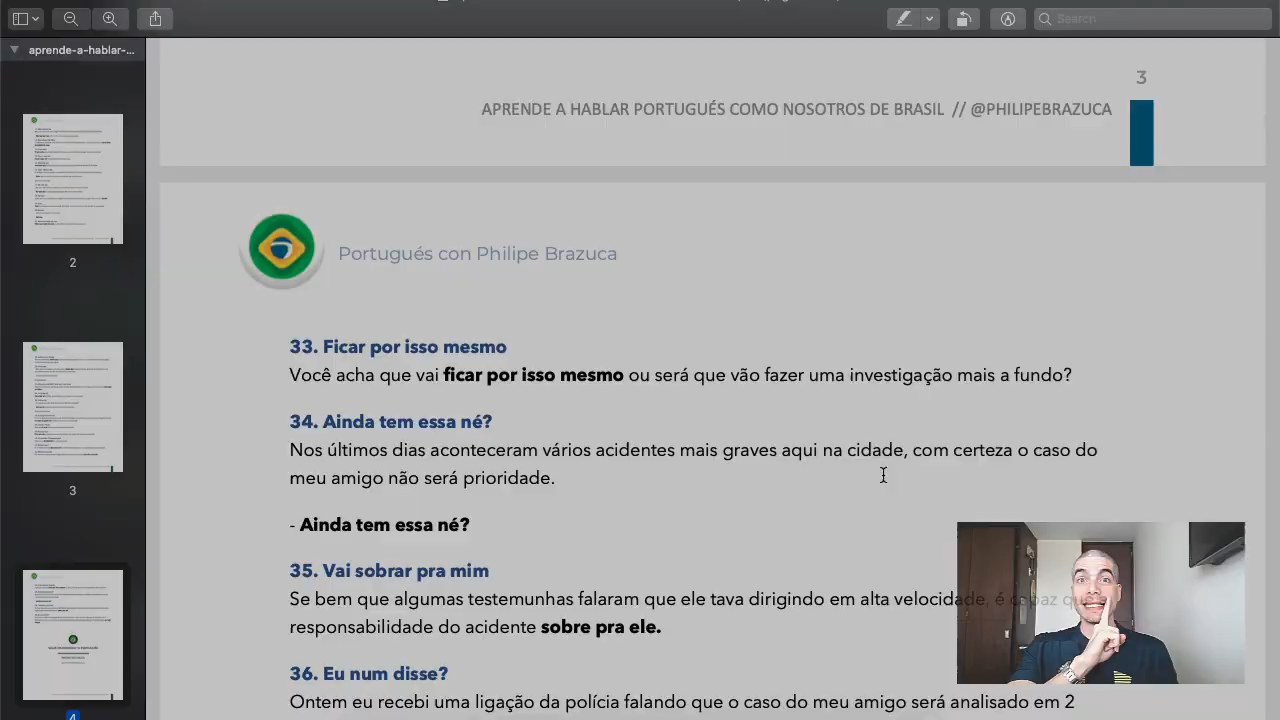 Search
aprende-a-hablar-...
2
3
4
3
APRENDE A HABLAR PORTUGUÉS COMO NOSOTROS DE BRASIL // @PHILIPEBRAZUCA
Portugués con Philipe Brazuca
33. Ficar por isso mesmo
Você acha que vai ficar por isso mesmo ou será que vão fazer uma investigação mais a fundo?
34. Ainda tem essa né?
Nos últimos dias aconteceram vários acidentes mais graves aqui na cidade, com certeza o caso do
meu amigo não será prioridade.
- Ainda tem essa né?
35. Vai sobrar pra mim
Se bem que algumas testemunhas falaram que ele tava dirigindo em alta velocidade, é capaz que
responsabilidade do acidente sobre pra ele.
36. Eu num disse?
Ontem eu recebi uma ligação da polícia falando que o caso do meu amigo será analisado em 2